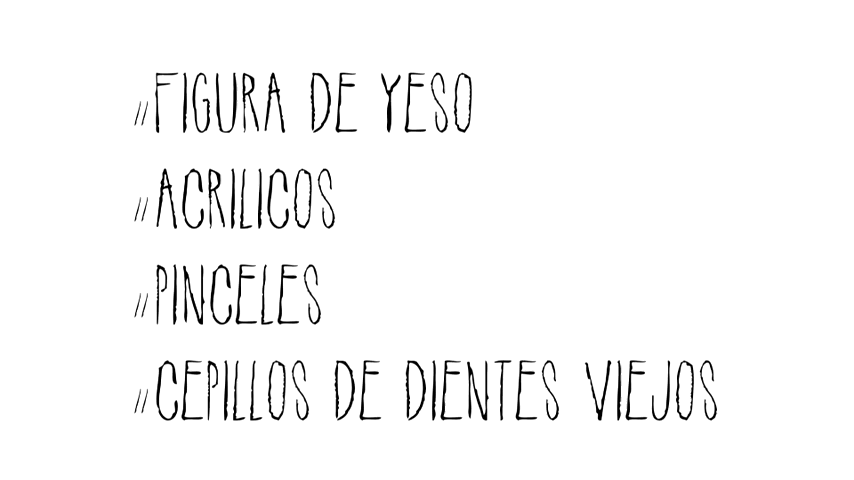 //FIGURA DE YESO
//ACRILICOS
//PINCELES
//CEPILLOS DE DIENTES VIEJOS